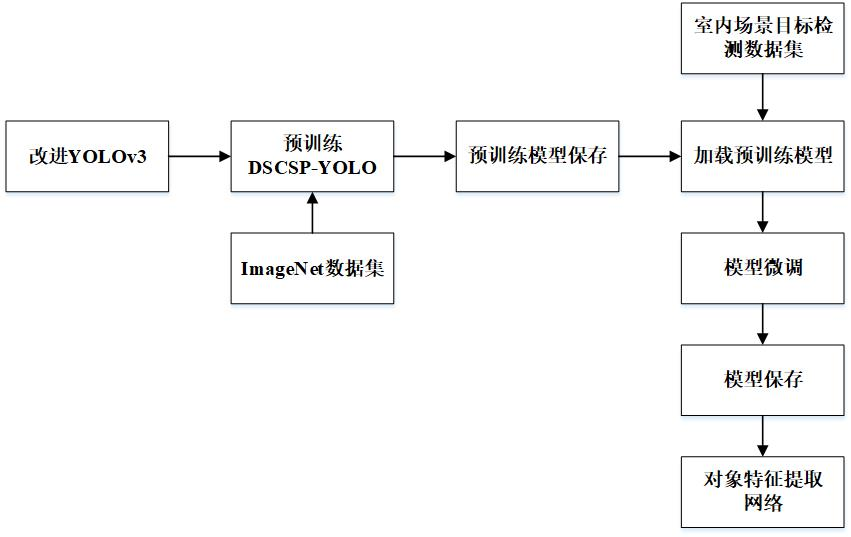 室内场景目标检
测数据集
改进YOLOv3
预训练
DSCSP-YOLO
预训练模型保存
加载预训练模型
ImageNet数据集
模型微调
模型保存
对象特征提取
网络